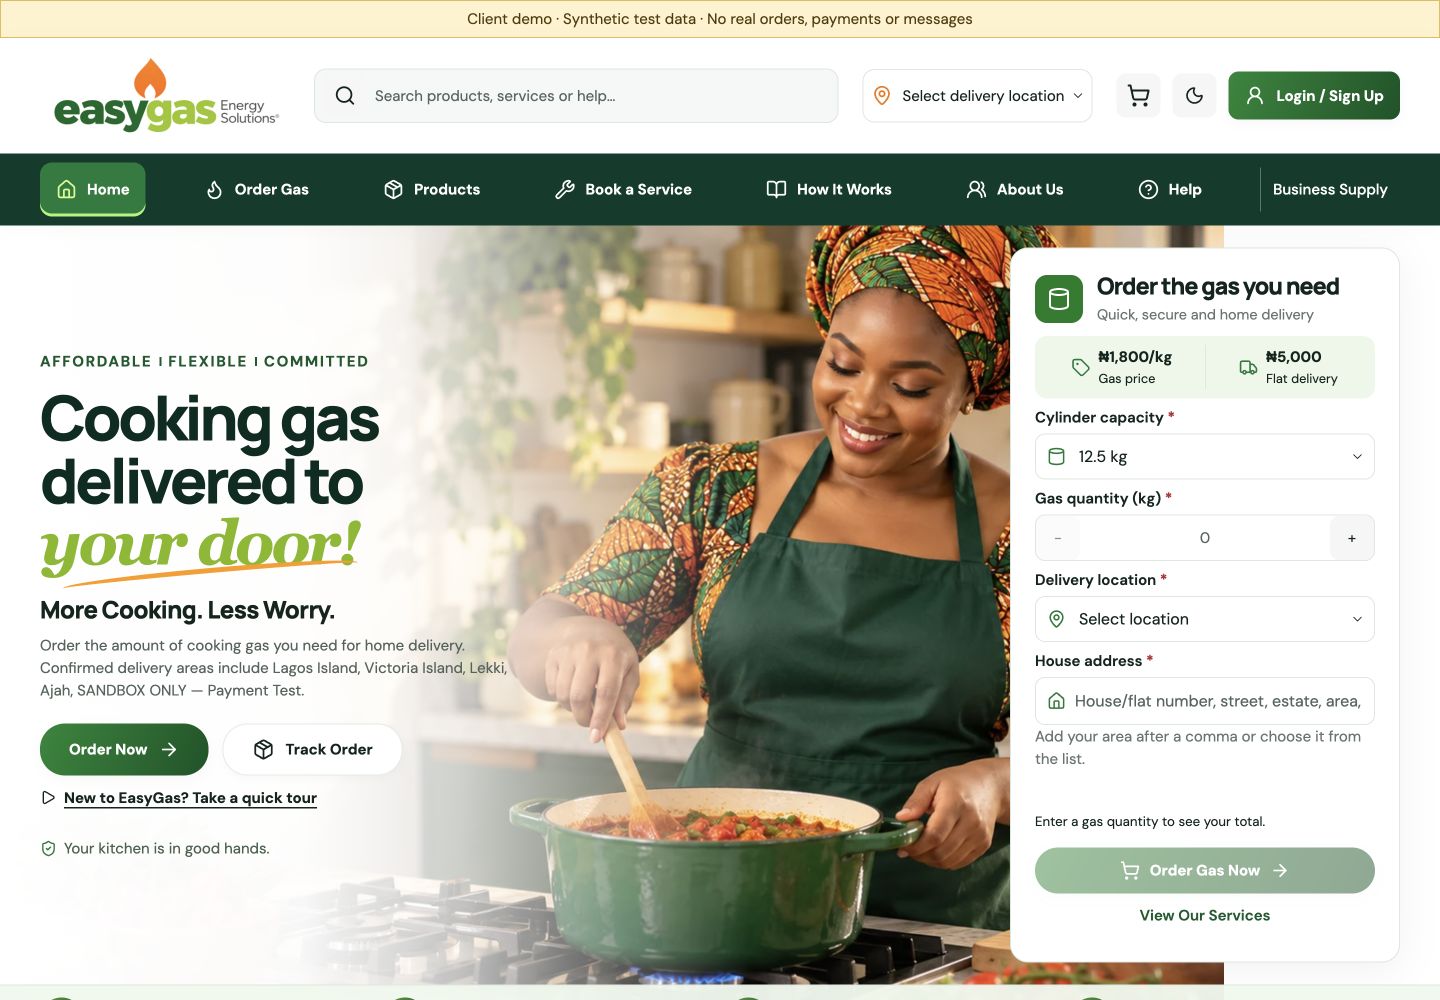 Client demo · Synthetic test data · No real orders, payments or messages
easygas Energy Solutions®
Search products, services or help...
Select delivery location
Login / Sign Up
Home
Order Gas
Products
Book a Service
How It Works
About Us
Help
Business Supply
AFFORDABLE I FLEXIBLE I COMMITTED
Cooking gas
delivered to
your door!
More Cooking. Less Worry.
Order the amount of cooking gas you need for home delivery.
Confirmed delivery areas include Lagos Island, Victoria Island, Lekki,
Ajah, SANDBOX ONLY — Payment Test.
Order Now
Track Order
New to EasyGas? Take a quick tour
Your kitchen is in good hands.
Order the gas you need
Quick, secure and home delivery
₦1,800/kg
Gas price
₦5,000
Flat delivery
Cylinder capacity *
12.5 kg
Gas quantity (kg) *
- 0 +
Delivery location *
Select location
House address *
House/flat number, street, estate, area,
Add your area after a comma or choose it from
the list.
Enter a gas quantity to see your total.
Order Gas Now
View Our Services